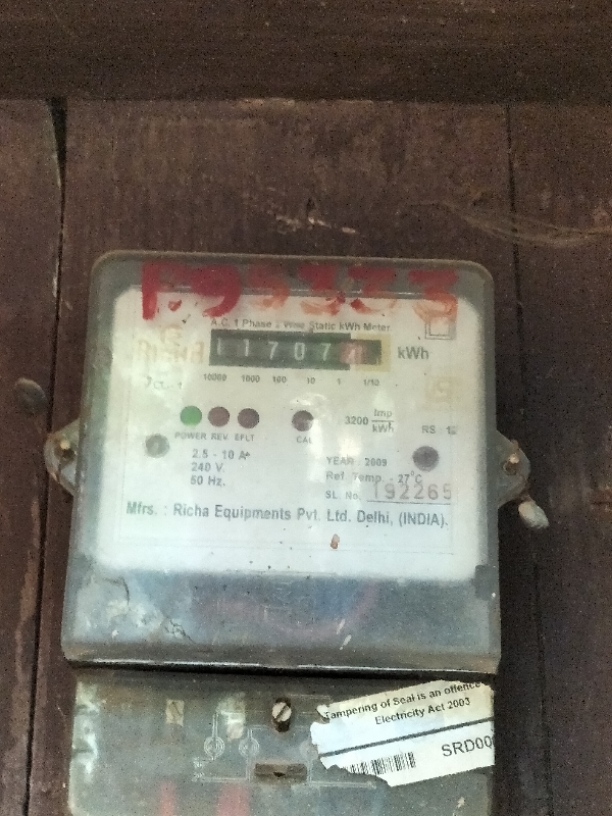 A.C. 1 Phase 2 Wire Static kWh Meter
11707 kWh
10000 1000 100 10 1 1/10
3200 imp/kWh
POWER REV EFLT CAL
2.5 - 10 A
240 V.
50 Hz.
YEAR : 2009
Ref. Temp. - 27°C
SL. No. 192265
Mfrs. : Richa Equipments Pvt. Ltd. Delhi, (INDIA).
Tampering of Seal is an offence
Electricity Act 2003